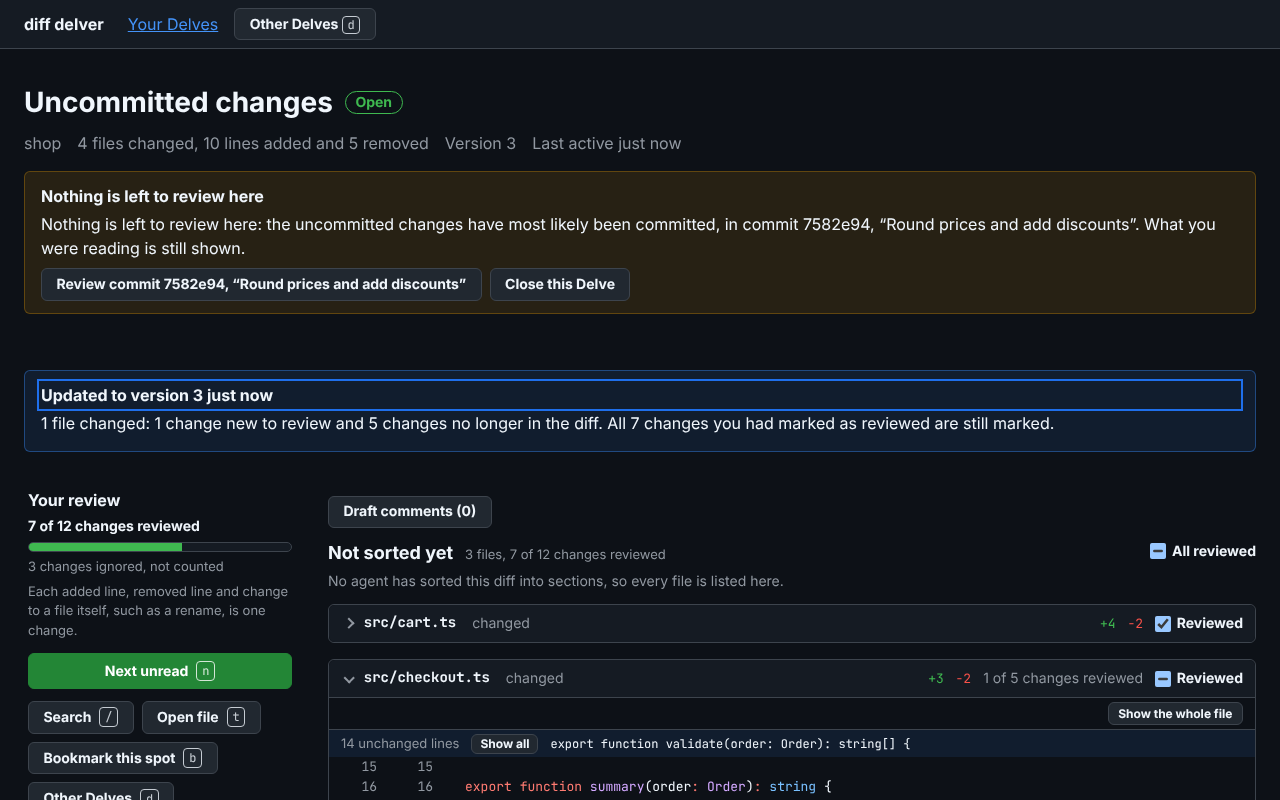 diff delver Your Delves Other Delves d
Uncommitted changes Open
shop 4 files changed, 10 lines added and 5 removed Version 3 Last active just now
Nothing is left to review here
Nothing is left to review here: the uncommitted changes have most likely been committed, in commit 7582e94, “Round prices and add discounts”. What you
were reading is still shown.
Review commit 7582e94, “Round prices and add discounts” Close this Delve
Updated to version 3 just now
1 file changed: 1 change new to review and 5 changes no longer in the diff. All 7 changes you had marked as reviewed are still marked.
Your review
7 of 12 changes reviewed
3 changes ignored, not counted
Each added line, removed line and change
to a file itself, such as a rename, is one
change.
Next unread n
Search / Open file t
Bookmark this spot b
Other Delves d
Draft comments (0)
Not sorted yet 3 files, 7 of 12 changes reviewed All reviewed
No agent has sorted this diff into sections, so every file is listed here.
src/cart.ts changed +4 -2 Reviewed
src/checkout.ts changed +3 -2 1 of 5 changes reviewed Reviewed
Show the whole file
14 unchanged lines Show all export function validate(order: Order): string[] {
15 15
16 16 export function summary(order: Order): string {